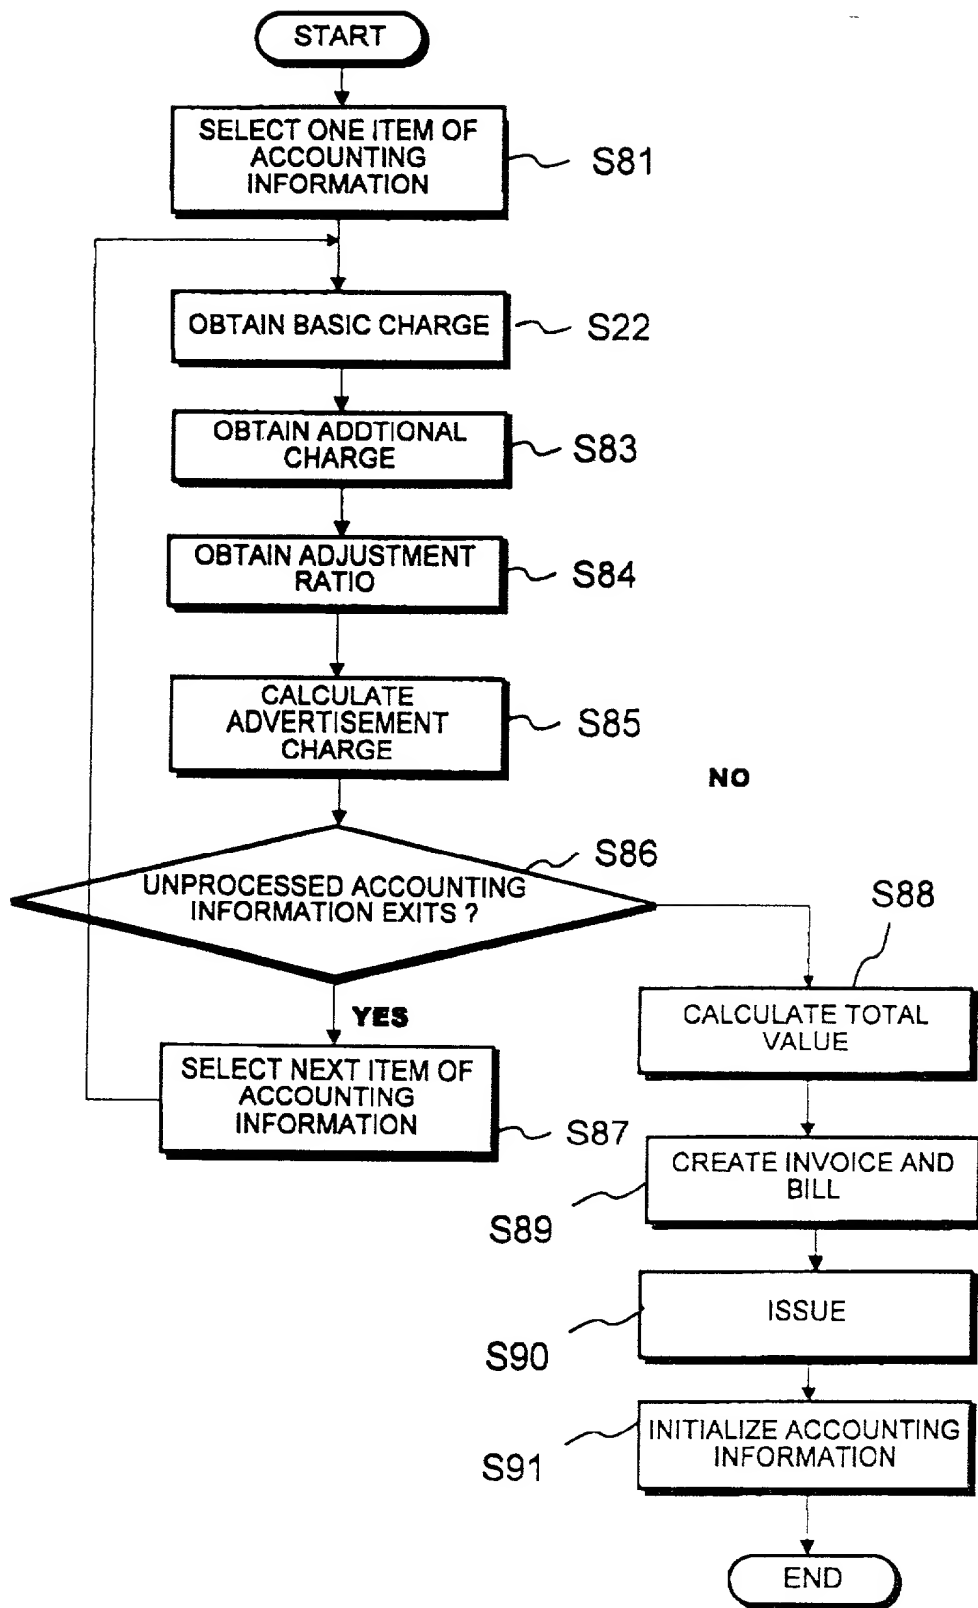 START
SELECT ONE ITEM OF
ACCOUNTING
INFORMATION
S81
OBTAIN BASIC CHARGE
S22
OBTAIN ADDTIONAL
CHARGE
S83
OBTAIN ADJUSTMENT
RATIO
S84
CALCULATE
ADVERTISEMENT
CHARGE
S85
NO
S86
UNPROCESSED ACCOUNTING
INFORMATION EXITS ?
YES
SELECT NEXT ITEM OF
ACCOUNTING
INFORMATION
S87
S88
CALCULATE TOTAL
VALUE
CREATE INVOICE AND
BILL
S89
ISSUE
S90
INITIALIZE ACCOUNTING
INFORMATION
S91
END